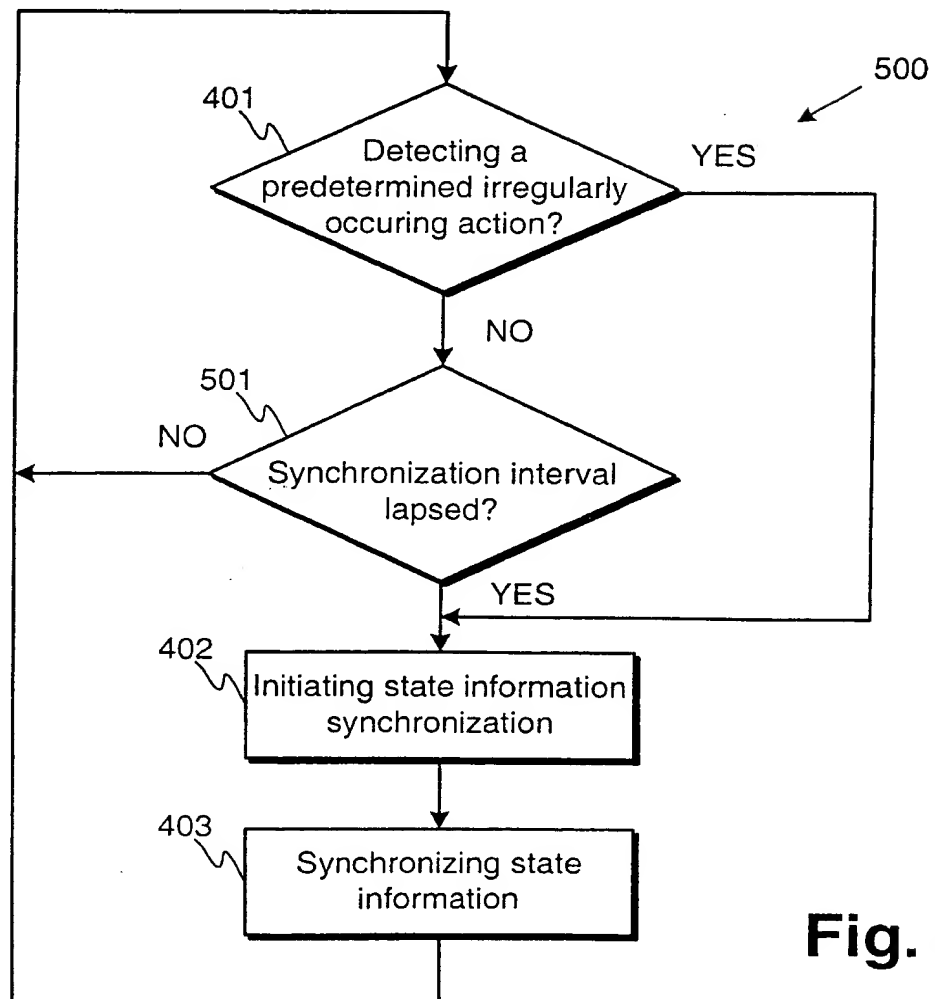 500
401
Detecting a
predetermined irregularly
occuring action?
YES
NO
501
NO
Synchronization interval
lapsed?
YES
402
Initiating state information
synchronization
403
Synchronizing state
information
Fig.